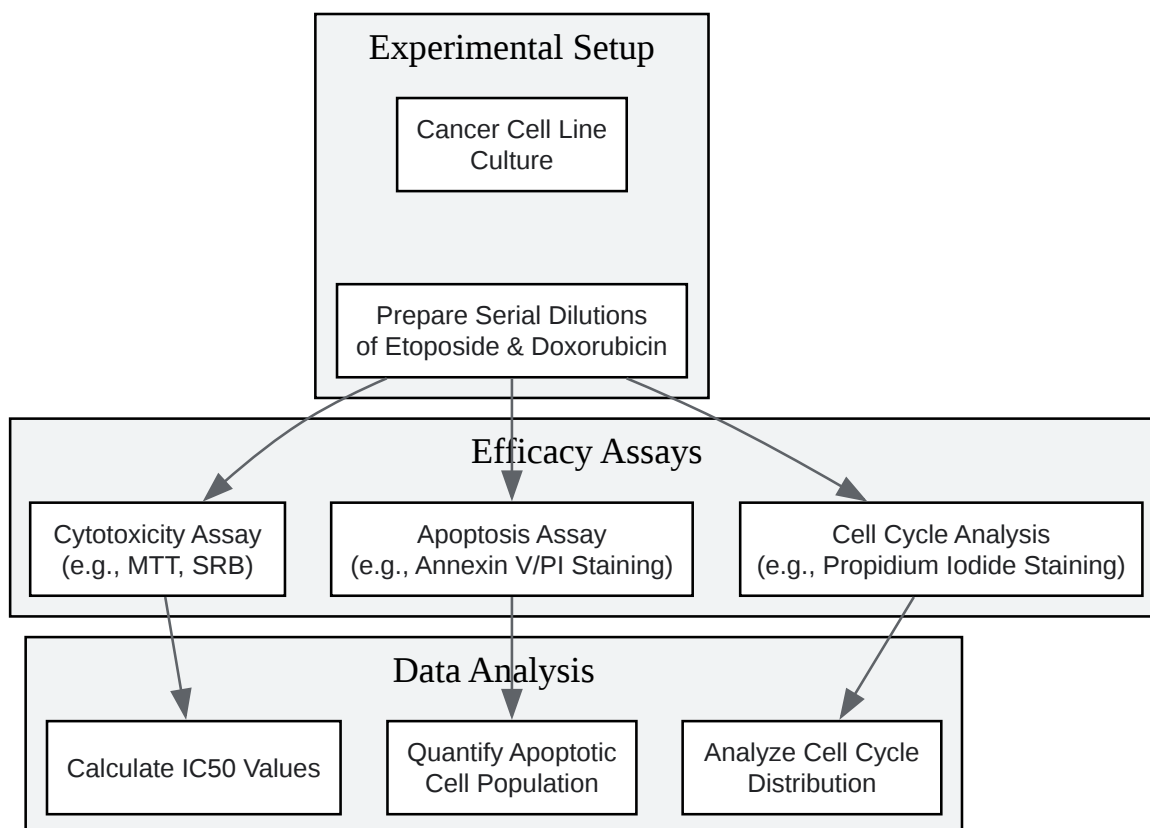 Experimental Setup
Cancer Cell Line
Culture
Prepare Serial Dilutions
of Etoposide & Doxorubicin
Efficacy Assays
Cytotoxicity Assay
(e.g., MTT, SRB)
Apoptosis Assay
(e.g., Annexin V/PI Staining)
Cell Cycle Analysis
(e.g., Propidium Iodide Staining)
Data Analysis
Calculate IC50 Values
Quantify Apoptotic
Cell Population
Analyze Cell Cycle
Distribution